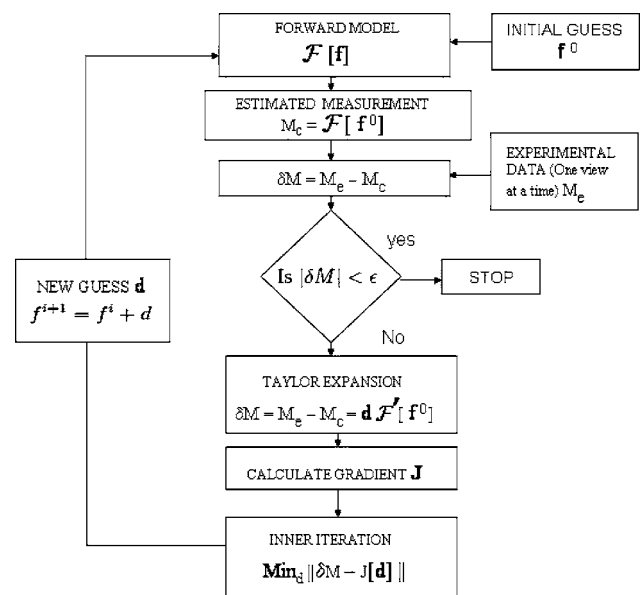 FORWARD MODEL
ℱ [f]
INITIAL GUESS
f⁰
ESTIMATED MEASUREMENT
M_c = ℱ[ f⁰]
δM = M_e − M_c
EXPERIMENTAL
DATA (One view
at a time) M_e
yes
Is |δM| < ϵ
STOP
NEW GUESS d
f^{i+1} = f^i + d
No
TAYLOR EXPANSION
δM = M_e − M_c = d ℱ′[ f⁰]
CALCULATE GRADIENT J
INNER ITERATION
Min_d ||δM − J[d] ||